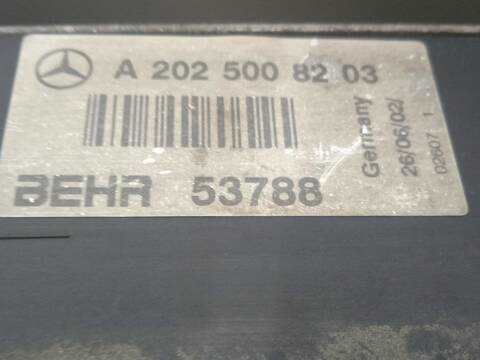 A 202 500 82 03
BEHR 53788
Germany
26/06/02/
02607 1